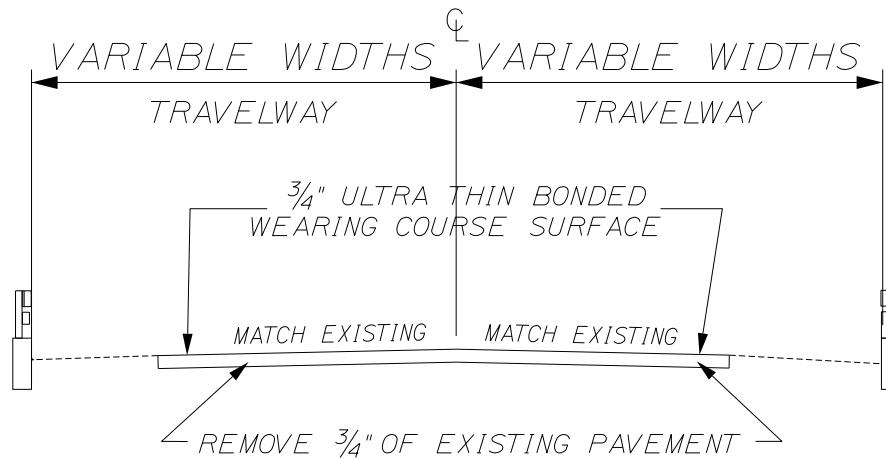 ℄
VARIABLE WIDTHS VARIABLE WIDTHS
TRAVELWAY TRAVELWAY
3/4" ULTRA THIN BONDED
WEARING COURSE SURFACE
MATCH EXISTING MATCH EXISTING
REMOVE 3/4" OF EXISTING PAVEMENT